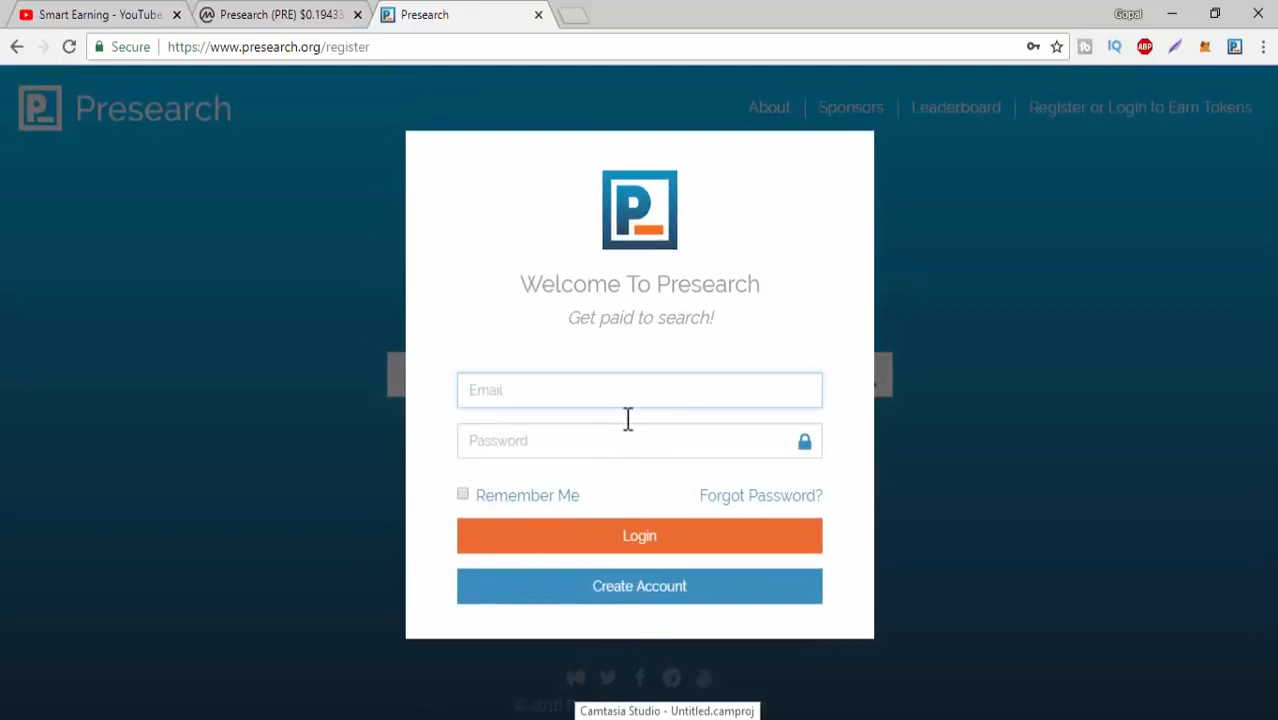 Smart Earning - YouTube
Presearch (PRE) $0.19433
Presearch
Gopal
Secure
https://www.presearch.org/register
Presearch
About
Sponsors
Leaderboard
Register or Login to Earn Tokens
Welcome To Presearch
Get paid to search!
Email
Password
Remember Me
Forgot Password?
Login
Create Account
Camtasia Studio - Untitled.camproj